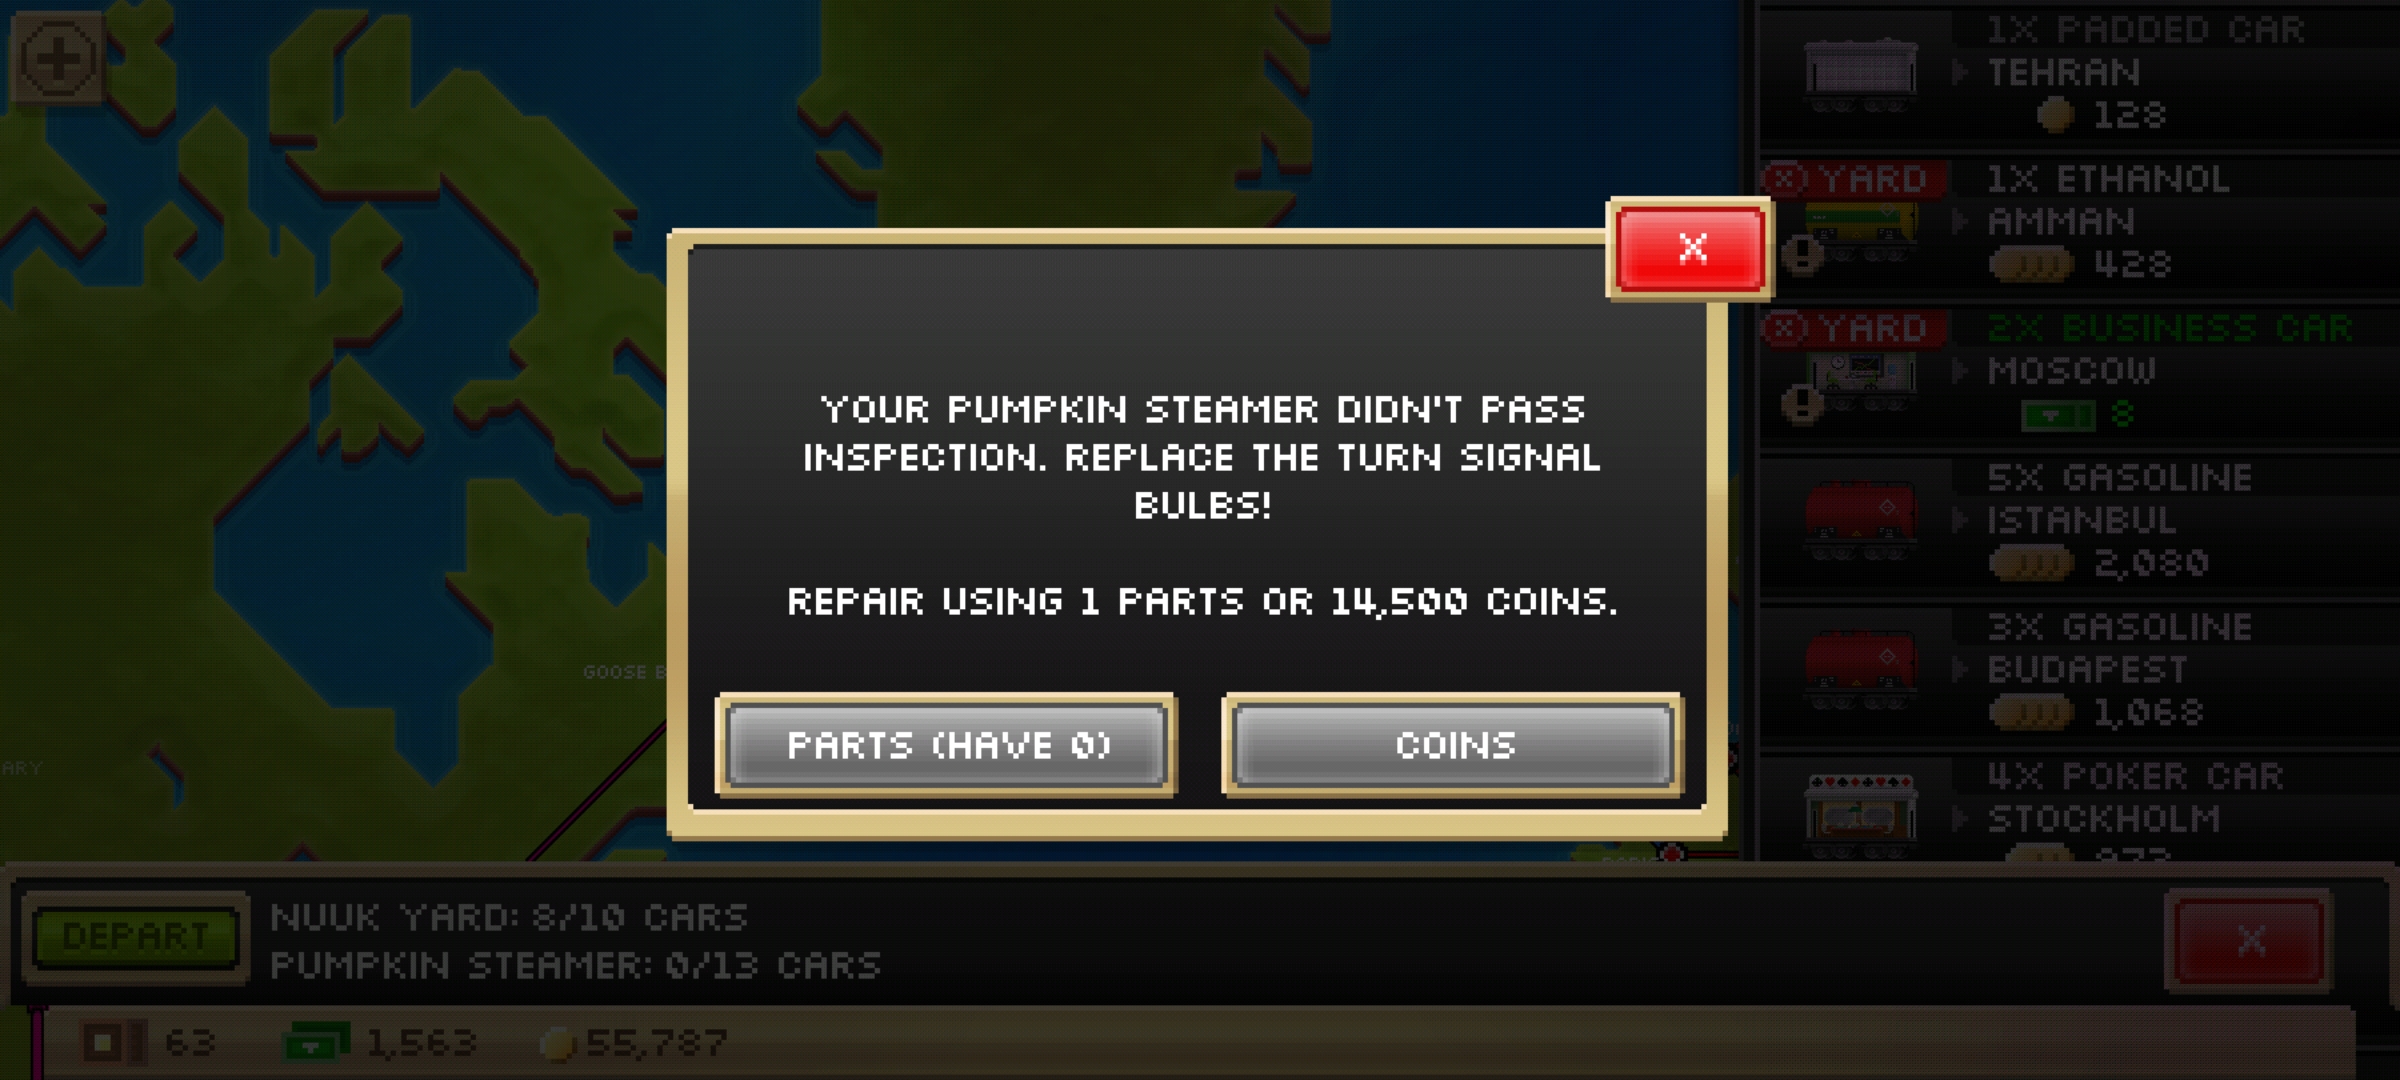 1X PADDED CAR
TEHRAN
128
YARD
1X ETHANOL
AMMAN
428
YARD
2X BUSINESS CAR
MOSCOW
8
5X GASOLINE
ISTANBUL
2,080
3X GASOLINE
BUDAPEST
1,068
4X POKER CAR
STOCKHOLM
X
YOUR PUMPKIN STEAMER DIDN'T PASS
INSPECTION. REPLACE THE TURN SIGNAL
BULBS!
REPAIR USING 1 PARTS OR 14,500 COINS.
PARTS (HAVE 0)
COINS
GOOSE B
ARY
DEPART
NUUK YARD: 8/10 CARS
PUMPKIN STEAMER: 0/13 CARS
X
63
1,563
55,787